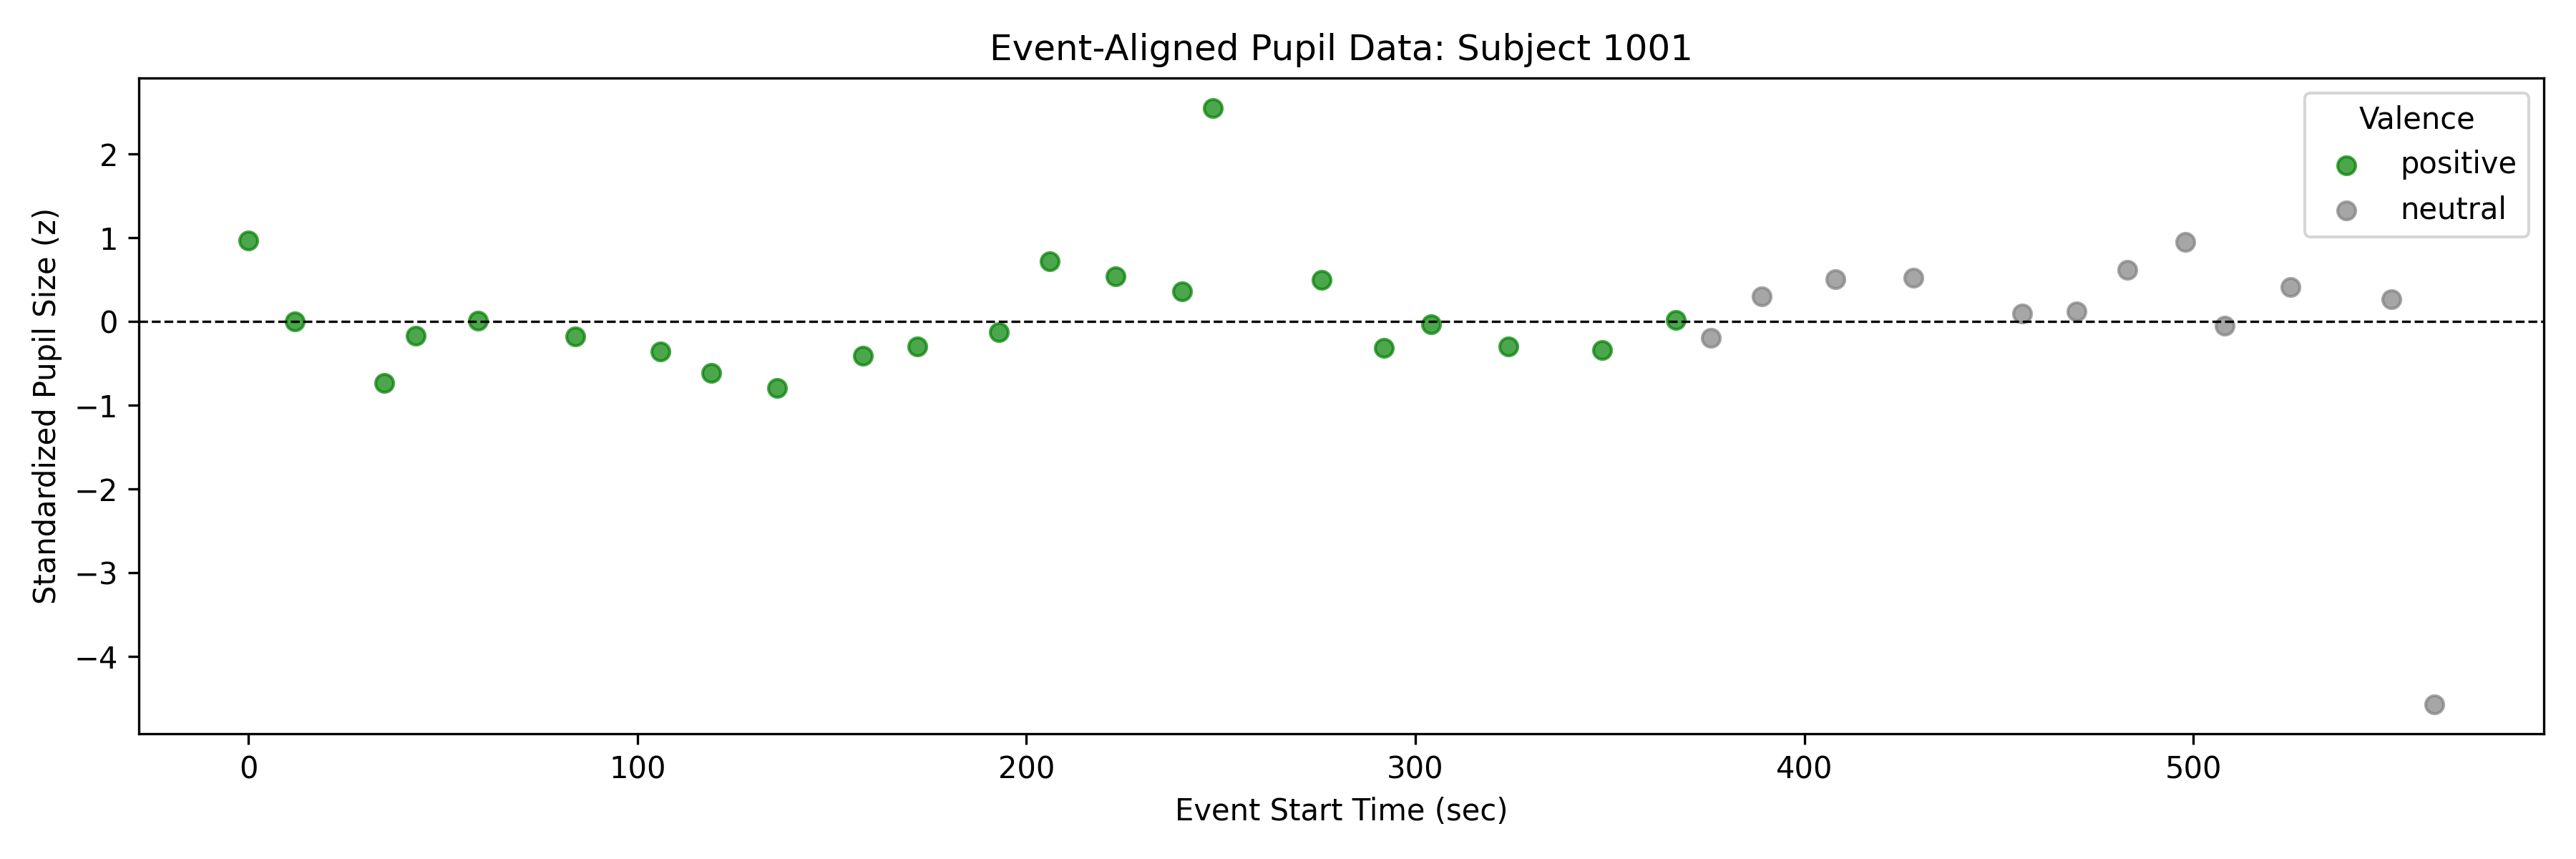 Event-Aligned Pupil Data: Subject 1001
Valence
positive
neutral
Standardized Pupil Size (z)
2
1
0
−1
−2
−3
−4
0 100 200 300 400 500
Event Start Time (sec)